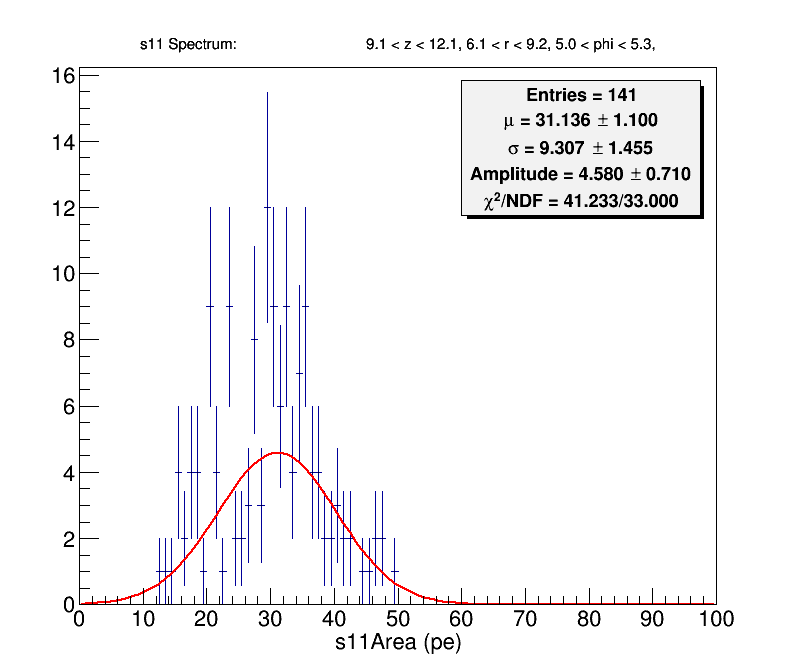 s11 Spectrum: 9.1 < z < 12.1, 6.1 < r < 9.2, 5.0 < phi < 5.3,
Entries = 141
μ = 31.136 ± 1.100
σ = 9.307 ± 1.455
Amplitude = 4.580 ± 0.710
χ²/NDF = 41.233/33.000
16
14
12
10
8
6
4
2
0
0 10 20 30 40 50 60 70 80 90 100
s11Area (pe)